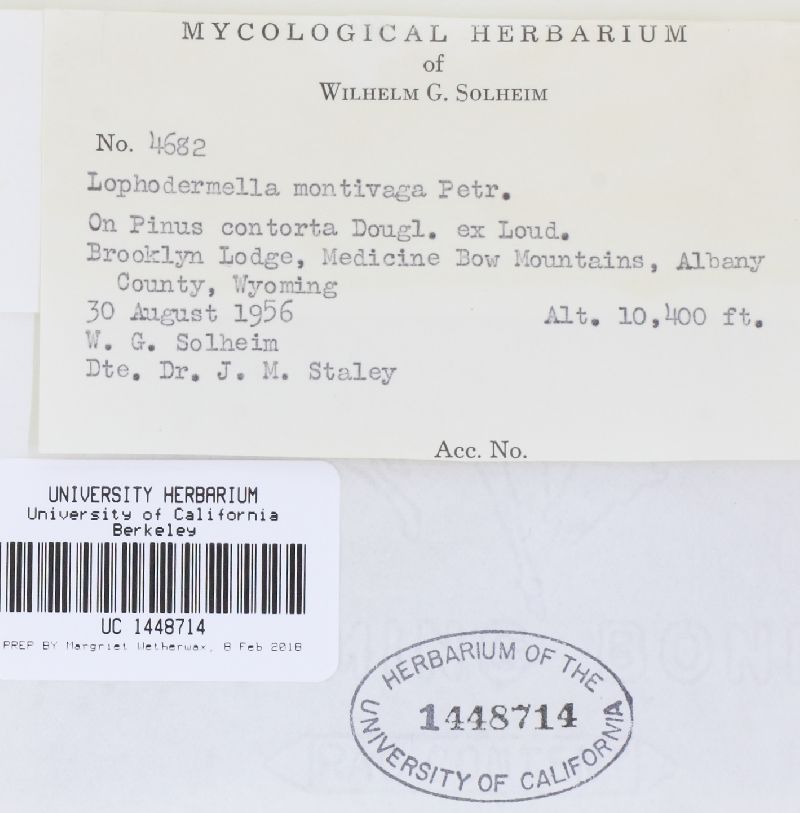 MYCOLOGICAL HERBARIUM
of
WILHELM G. SOLHEIM
No. 4682
Lophodermella montivaga Petr.
On Pinus contorta Dougl. ex Loud.
Brooklyn Lodge, Medicine Bow Mountains, Albany
County, Wyoming
30 August 1956 Alt. 10,400 ft.
W. G. Solheim
Dte. Dr. J. M. Staley
Acc. No.
UNIVERSITY HERBARIUM
University of California
Berkeley
UC 1448714
PREP BY Margriet Wetherwax, 8 Feb 2018
HERBARIUM OF THE
1448714
UNIVERSITY OF CALIFORNIA